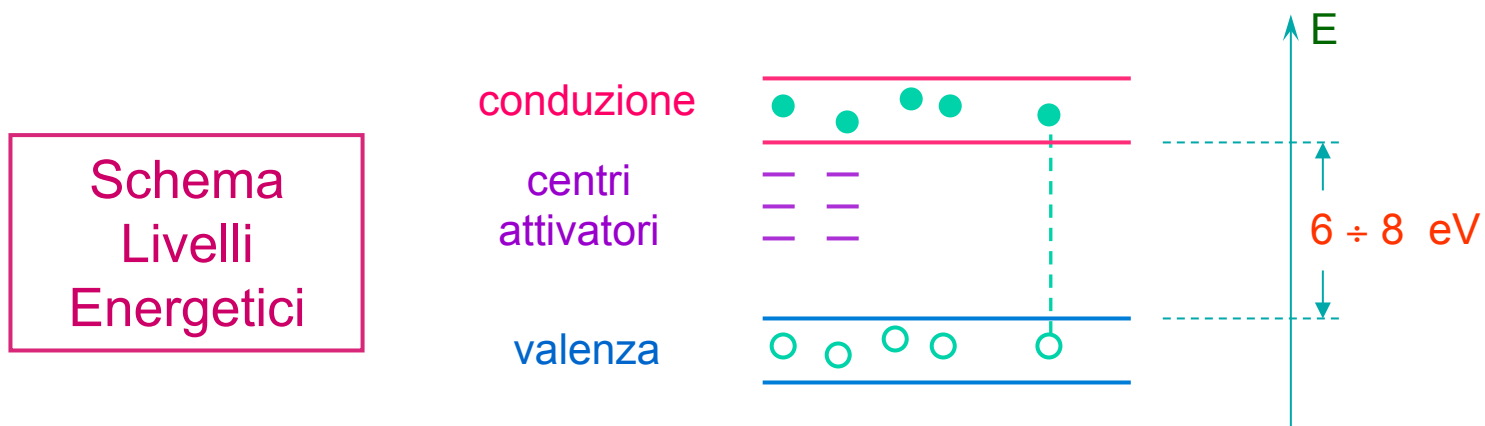 Schema
Livelli
Energetici
conduzione
centri
attivatori
valenza
E
6 ÷ 8 eV